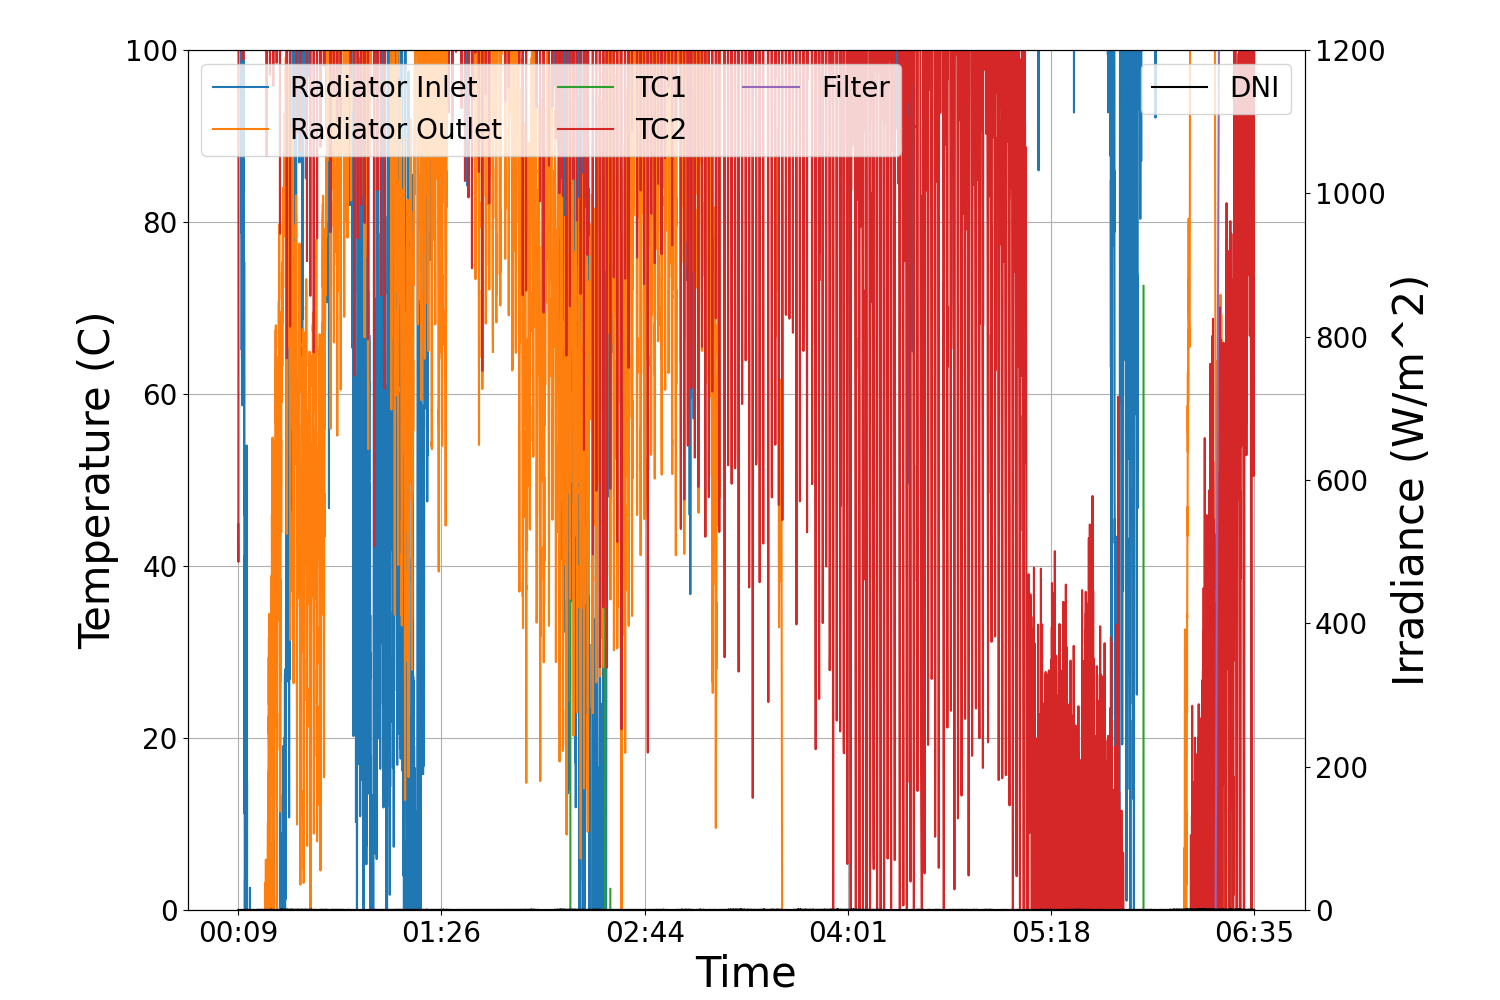 100
80
60
40
20
0
Temperature (C)
Radiator Inlet
Radiator Outlet
TC1
TC2
Filter
DNI
1200
1000
800
600
400
200
0
Irradiance (W/m^2)
00:09
01:26
02:44
04:01
05:18
06:35
Time